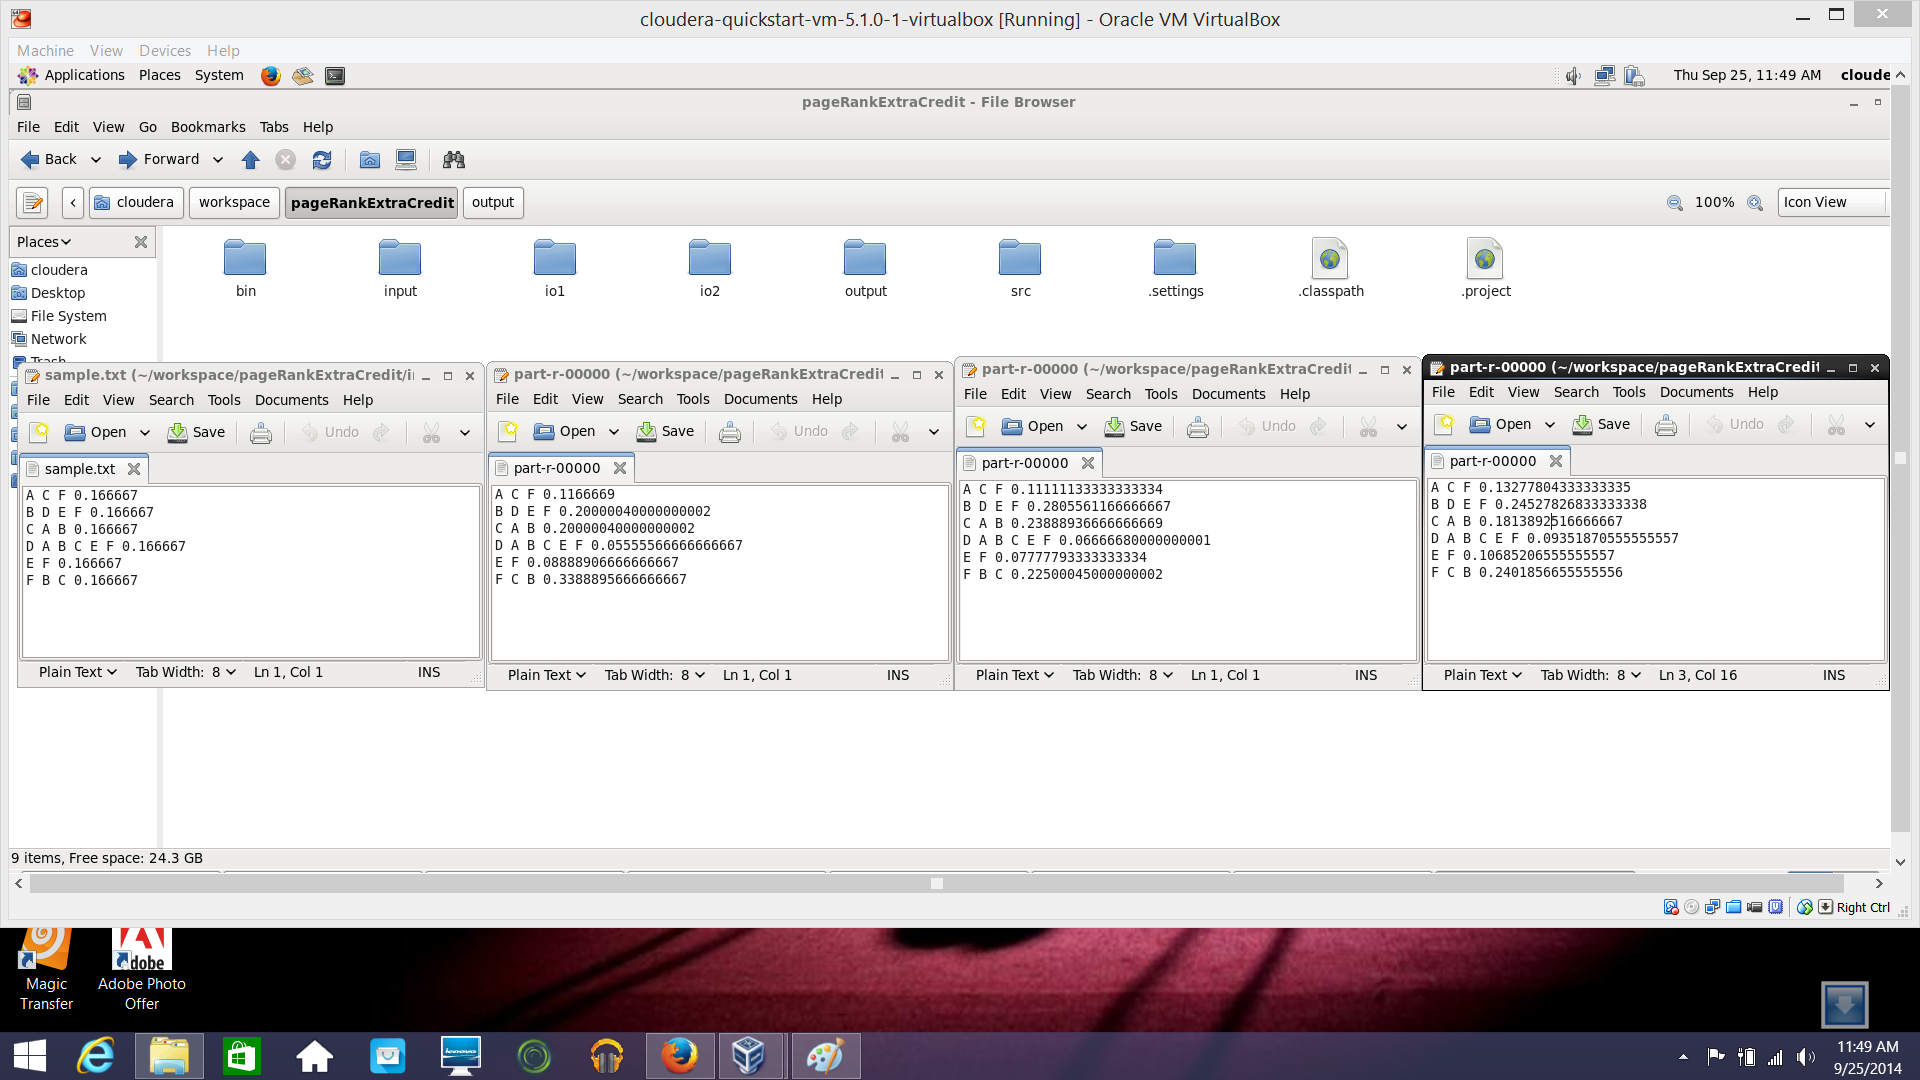 cloudera-quickstart-vm-5.1.0-1-virtualbox [Running] - Oracle VM VirtualBox
Machine View Devices Help
Applications Places System
Thu Sep 25, 11:49 AM cloude
pageRankExtraCredit - File Browser
File Edit View Go Bookmarks Tabs Help
Back Forward
cloudera workspace pageRankExtraCredit output
100% Icon View
Places
cloudera
Desktop
File System
Network
Trash
bin input io1 io2 output src .settings .classpath .project
sample.txt (~/workspace/pageRankExtraCredit/i
File Edit View Search Tools Documents Help
Open Save Undo
sample.txt
A C F 0.166667
B D E F 0.166667
C A B 0.166667
D A B C E F 0.166667
E F 0.166667
F B C 0.166667
Plain Text Tab Width: 8 Ln 1, Col 1 INS
part-r-00000 (~/workspace/pageRankExtraCredit
File Edit View Search Tools Documents Help
Open Save Undo
part-r-00000
A C F 0.1166669
B D E F 0.20000040000000002
C A B 0.20000040000000002
D A B C E F 0.05555566666666667
E F 0.08888906666666667
F C B 0.3388895666666667
Plain Text Tab Width: 8 Ln 1, Col 1 INS
part-r-00000 (~/workspace/pageRankExtraCredit
File Edit View Search Tools Documents Help
Open Save Undo
part-r-00000
A C F 0.11111133333333334
B D E F 0.2805561166666667
C A B 0.23888936666666669
D A B C E F 0.06666680000000001
E F 0.07777793333333334
F B C 0.22500045000000002
Plain Text Tab Width: 8 Ln 1, Col 1 INS
part-r-00000 (~/workspace/pageRankExtraCredit
File Edit View Search Tools Documents Help
Open Save Undo
part-r-00000
A C F 0.13277804333333335
B D E F 0.24527826833333338
C A B 0.1813892516666667
D A B C E F 0.09351870555555557
E F 0.10685206555555557
F C B 0.2401856655555556
Plain Text Tab Width: 8 Ln 3, Col 16 INS
9 items, Free space: 24.3 GB
Right Ctrl
Adobe
Magic Transfer
Adobe Photo Offer
lenovo
11:49 AM
9/25/2014